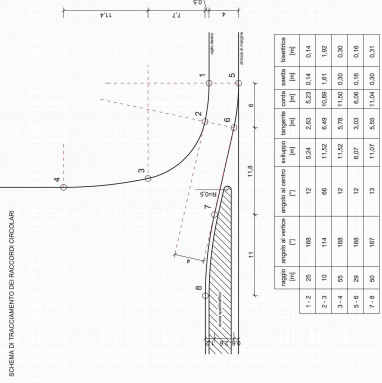 SCHEMA DI TRACCIAMENTO DEI RACCORDI CIRCOLARI
11,4
7,7
0,5
4
1
ciglio destro
5
striscia di margine
2
6
3
4
6
11,8
11
R=0,5
7
8
4
raggio [m] angolo al vertice [°] angolo al centro [°] sviluppo [m] tangente [m] corda [m] saetta [m] bisettrice [m]
1 - 2 25 168 12 5,24 2,63 5,23 0,14 0,14
2 - 3 10 114 66 11,52 6,49 10,89 1,61 1,92
3 - 4 55 168 12 11,52 5,78 11,50 0,30 0,30
5 - 6 29 168 12 6,07 3,03 6,06 0,16 0,16
7 - 8 50 167 13 11,07 5,55 11,04 0,30 0,31